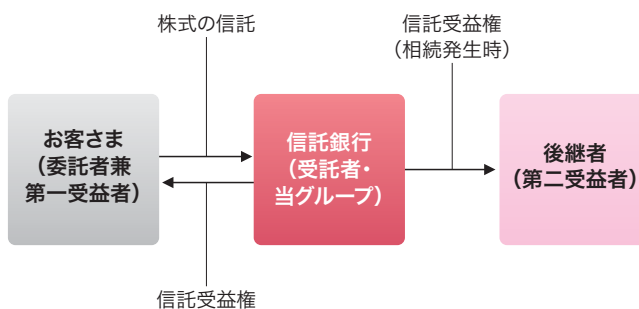 株式の信託
信託受益権
（相続発生時）
お客さま
（委託者兼
第一受益者）
信託銀行
（受託者・
当グループ）
後継者
（第二受益者）
信託受益権